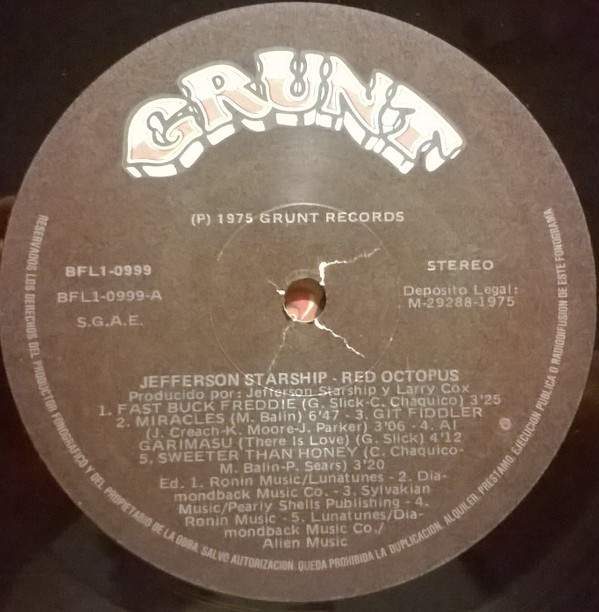 GRUNT
(P) 1975 GRUNT RECORDS
BFL1-0999
BFL1-0999-A
S.G.A.E.
STEREO
Depósito Legal:
M-29288-1975
JEFFERSON STARSHIP - RED OCTOPUS
Producido por: Jefferson Starship y Larry Cox
1. FAST BUCK FREDDIE (G. Slick-C. Chaquico) 3'25
2. MIRACLES (M. Balin) 6'47 - 3. GIT FIDDLER
(J. Creach-K. Moore-J. Parker) 3'06 - 4. AI
GARIMASU (There Is Love) (G. Slick) 4'12
5. SWEETER THAN HONEY (C. Chaquico-
M. Balin-P. Sears) 3'20
Ed. 1. Ronin Music/Lunatunes - 2. Dia-
mondback Music Co. - 3. Sylvakian
Music/Pearly Shells Publishing - 4.
Ronin Music - 5. Lunatunes/Dia-
mondback Music Co./
Alien Music
RESERVADOS LOS DERECHOS DEL PRODUCTOR FONOGRAFICO Y DEL PROPIETARIO DE LA OBRA. SALVO AUTORIZACION, QUEDA PROHIBIDA LA DUPLICACION, ALQUILER, PRESTAMO, EJECUCION PUBLICA O RADIODIFUSION DE ESTE FONOGRAMA